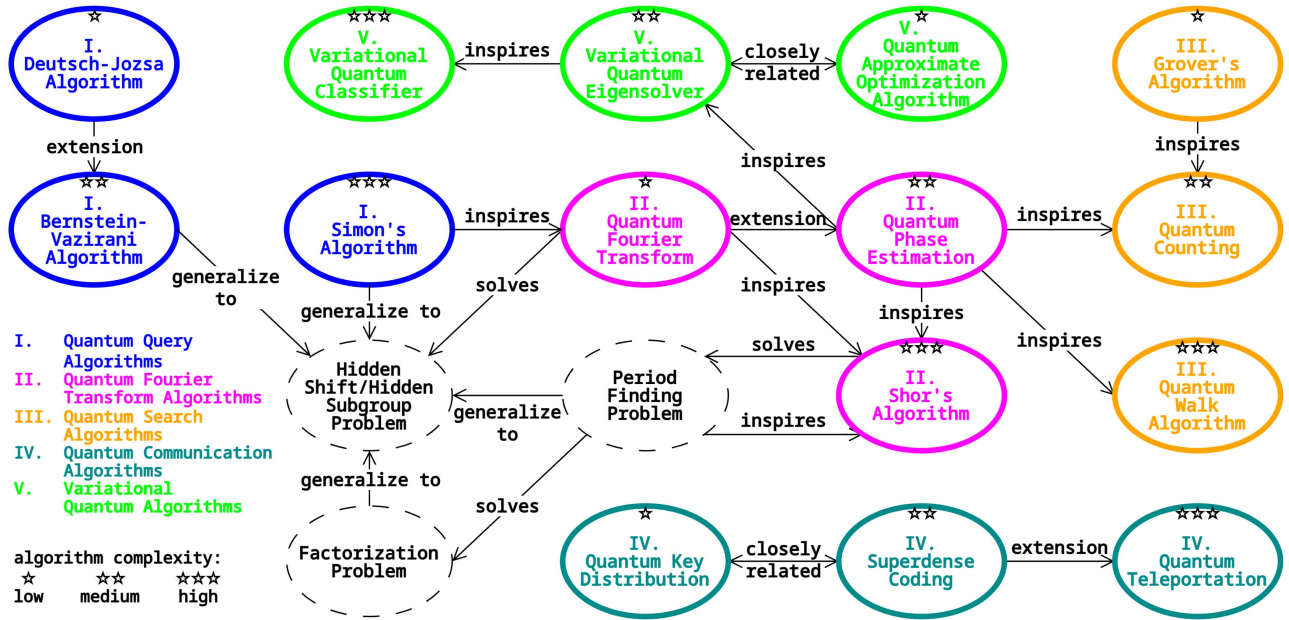 ☆
I.
Deutsch-Jozsa
Algorithm
☆☆☆
V.
Variational
Quantum
Classifier
inspires
☆☆
V.
Variational
Quantum
Eigensolver
closely
related
☆
V.
Quantum
Approximate
Optimization
Algorithm
☆
III.
Grover's
Algorithm
extension
inspires
inspires
☆☆
I.
Bernstein-
Vazirani
Algorithm
☆☆☆
I.
Simon's
Algorithm
inspires
☆
II.
Quantum
Fourier
Transform
extension
☆☆
II.
Quantum
Phase
Estimation
inspires
☆☆
III.
Quantum
Counting
generalize
to
generalize to
solves
inspires
inspires
inspires
Hidden
Shift/Hidden
Subgroup
Problem
generalize
to
Period
Finding
Problem
solves
inspires
☆☆☆
II.
Shor's
Algorithm
☆☆☆
III.
Quantum
Walk
Algorithm
I. Quantum Query
Algorithms
II. Quantum Fourier
Transform Algorithms
III. Quantum Search
Algorithms
IV. Quantum Communication
Algorithms
V. Variational
Quantum Algorithms
generalize to
solves
Factorization
Problem
☆
IV.
Quantum Key
Distribution
closely
related
☆☆
IV.
Superdense
Coding
extension
☆☆☆
IV.
Quantum
Teleportation
algorithm complexity:
☆ ☆☆ ☆☆☆
low medium high